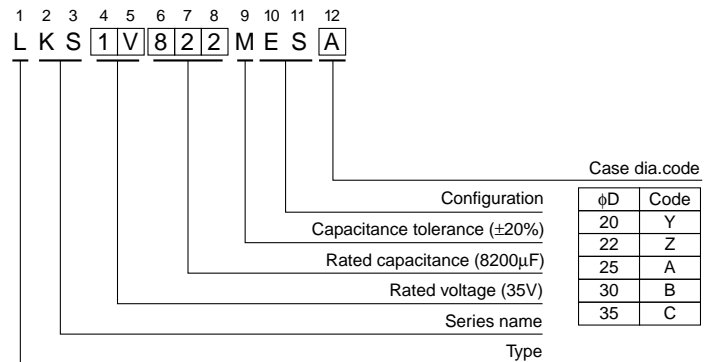 1 2 3 4 5 6 7 8 9 10 11 12
L K S 1 V 8 2 2 M E S A
Case dia.code
Configuration
Capacitance tolerance (±20%)
Rated capacitance (8200µF)
Rated voltage (35V)
Series name
Type
ϕD Code
20 Y
22 Z
25 A
30 B
35 C